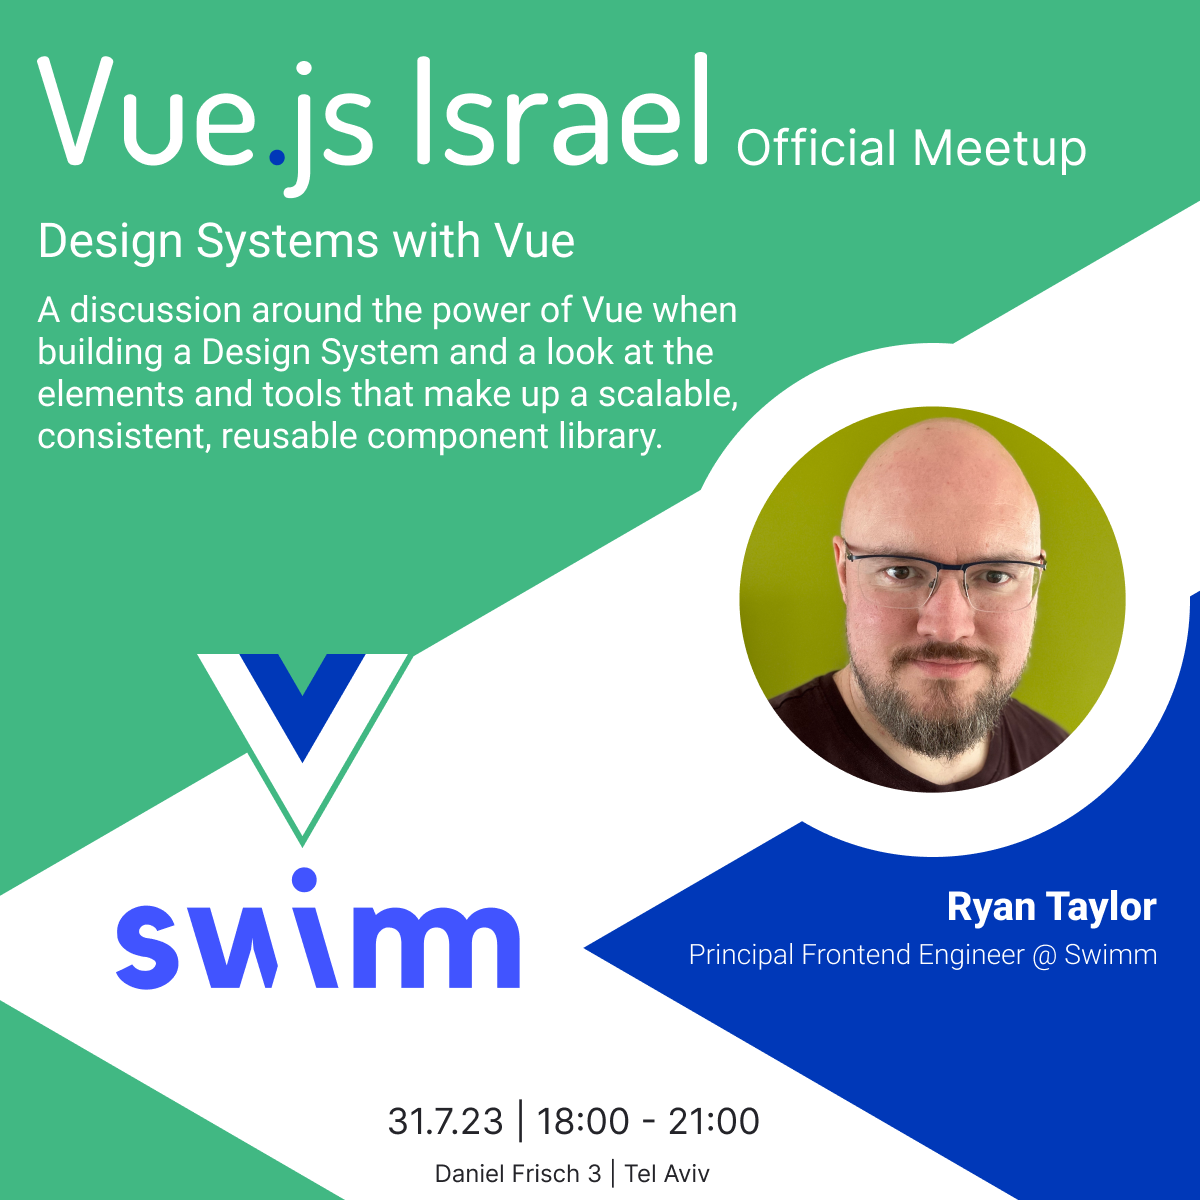 Vue.js Israel Official Meetup
Design Systems with Vue
A discussion around the power of Vue when
building a Design System and a look at the
elements and tools that make up a scalable,
consistent, reusable component library.
swimm
Ryan Taylor
Principal Frontend Engineer @ Swimm
31.7.23 | 18:00 - 21:00
Daniel Frisch 3 | Tel Aviv